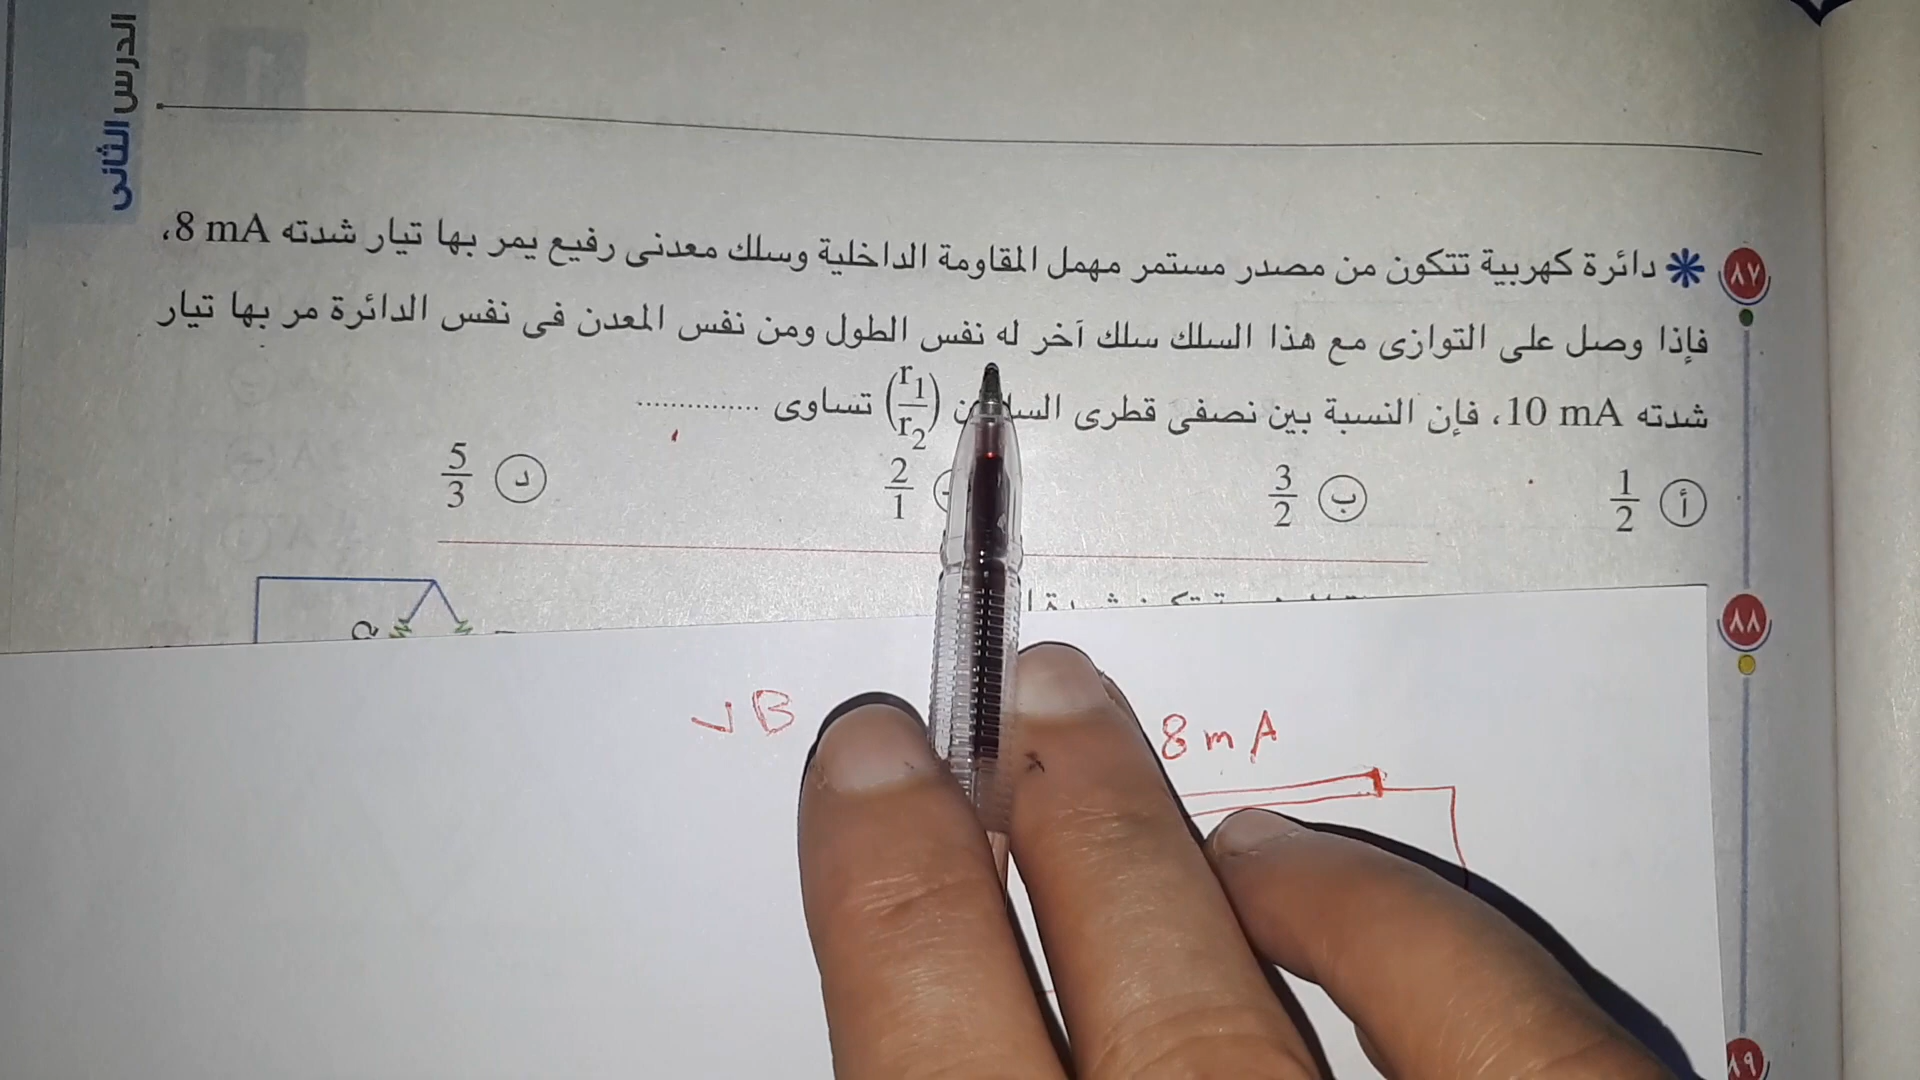 الدرس الثانى
٨٧ * دائرة كهربية تتكون من مصدر مستمر مهمل المقاومة الداخلية وسلك معدنى رفيع يمر بها تيار شدته 8 mA،
فإذا وصل على التوازى مع هذا السلك سلك آخر له نفس الطول ومن نفس المعدن فى نفس الدائرة مر بها تيار
شدته 10 mA، فإن النسبة بين نصفى قطرى (r1/r2) تساوى ..............
أ 1/2 ب 3/2 2/1 د 5/3
٨٨
VB 8 mA
٨٩